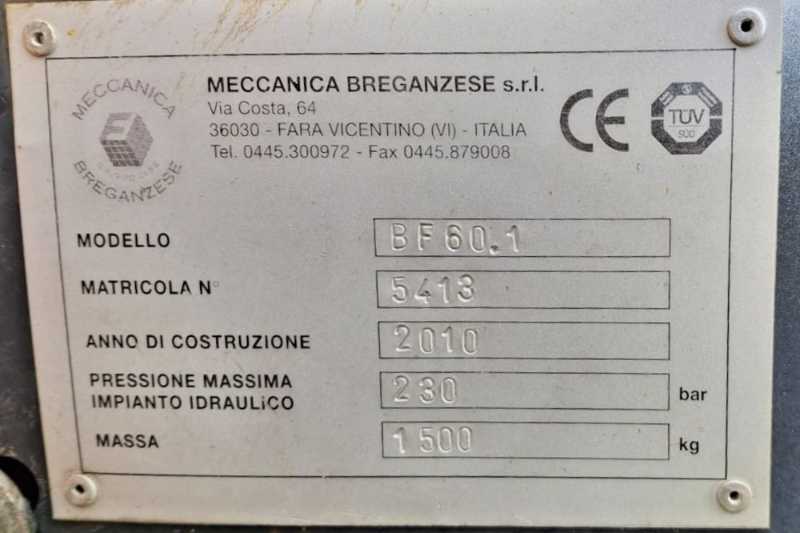 MECCANICA
BREGANZESE
MECCANICA BREGANZESE s.r.l.
Via Costa, 64
36030 - FARA VICENTINO (VI) - ITALIA
Tel. 0445.300972 - Fax 0445.879008
CE
TÜV
SÜD
MODELLO BF60.1
MATRICOLA N° 5413
ANNO DI COSTRUZIONE 2010
PRESSIONE MASSIMA
IMPIANTO IDRAULICO 230 bar
MASSA 1500 kg